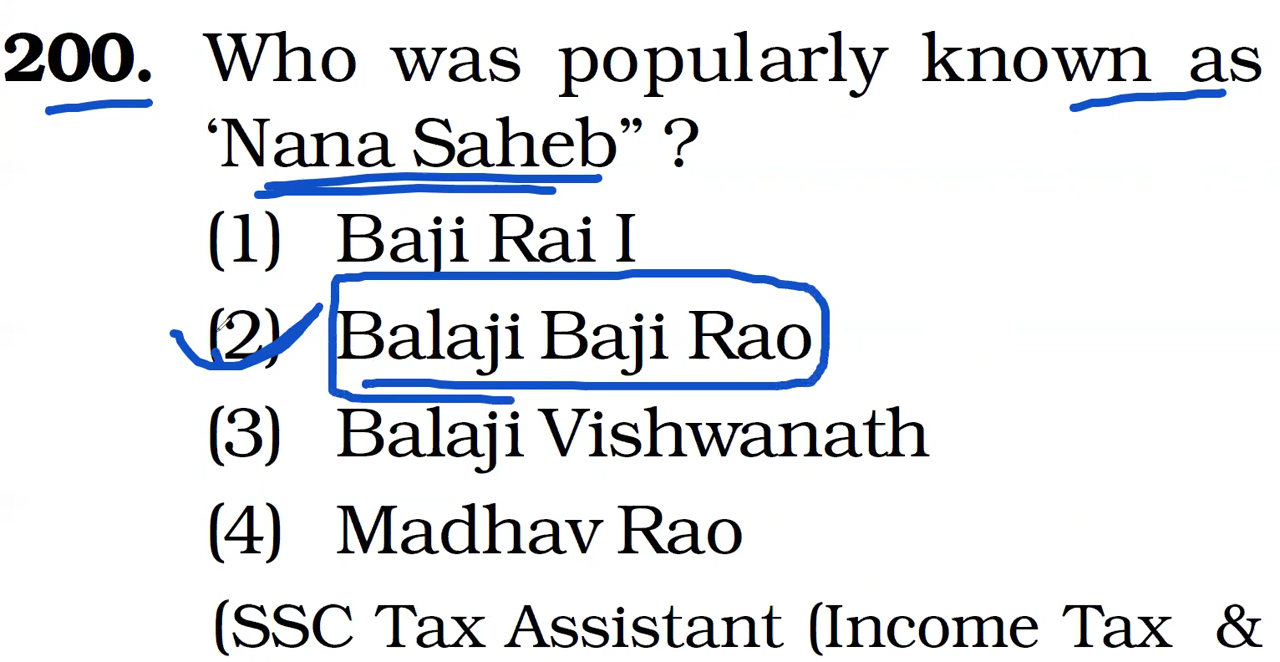 200. Who was popularly known as
‘Nana Saheb” ?
(1) Baji Rai I
(2) Balaji Baji Rao
(3) Balaji Vishwanath
(4) Madhav Rao
(SSC Tax Assistant (Income Tax &